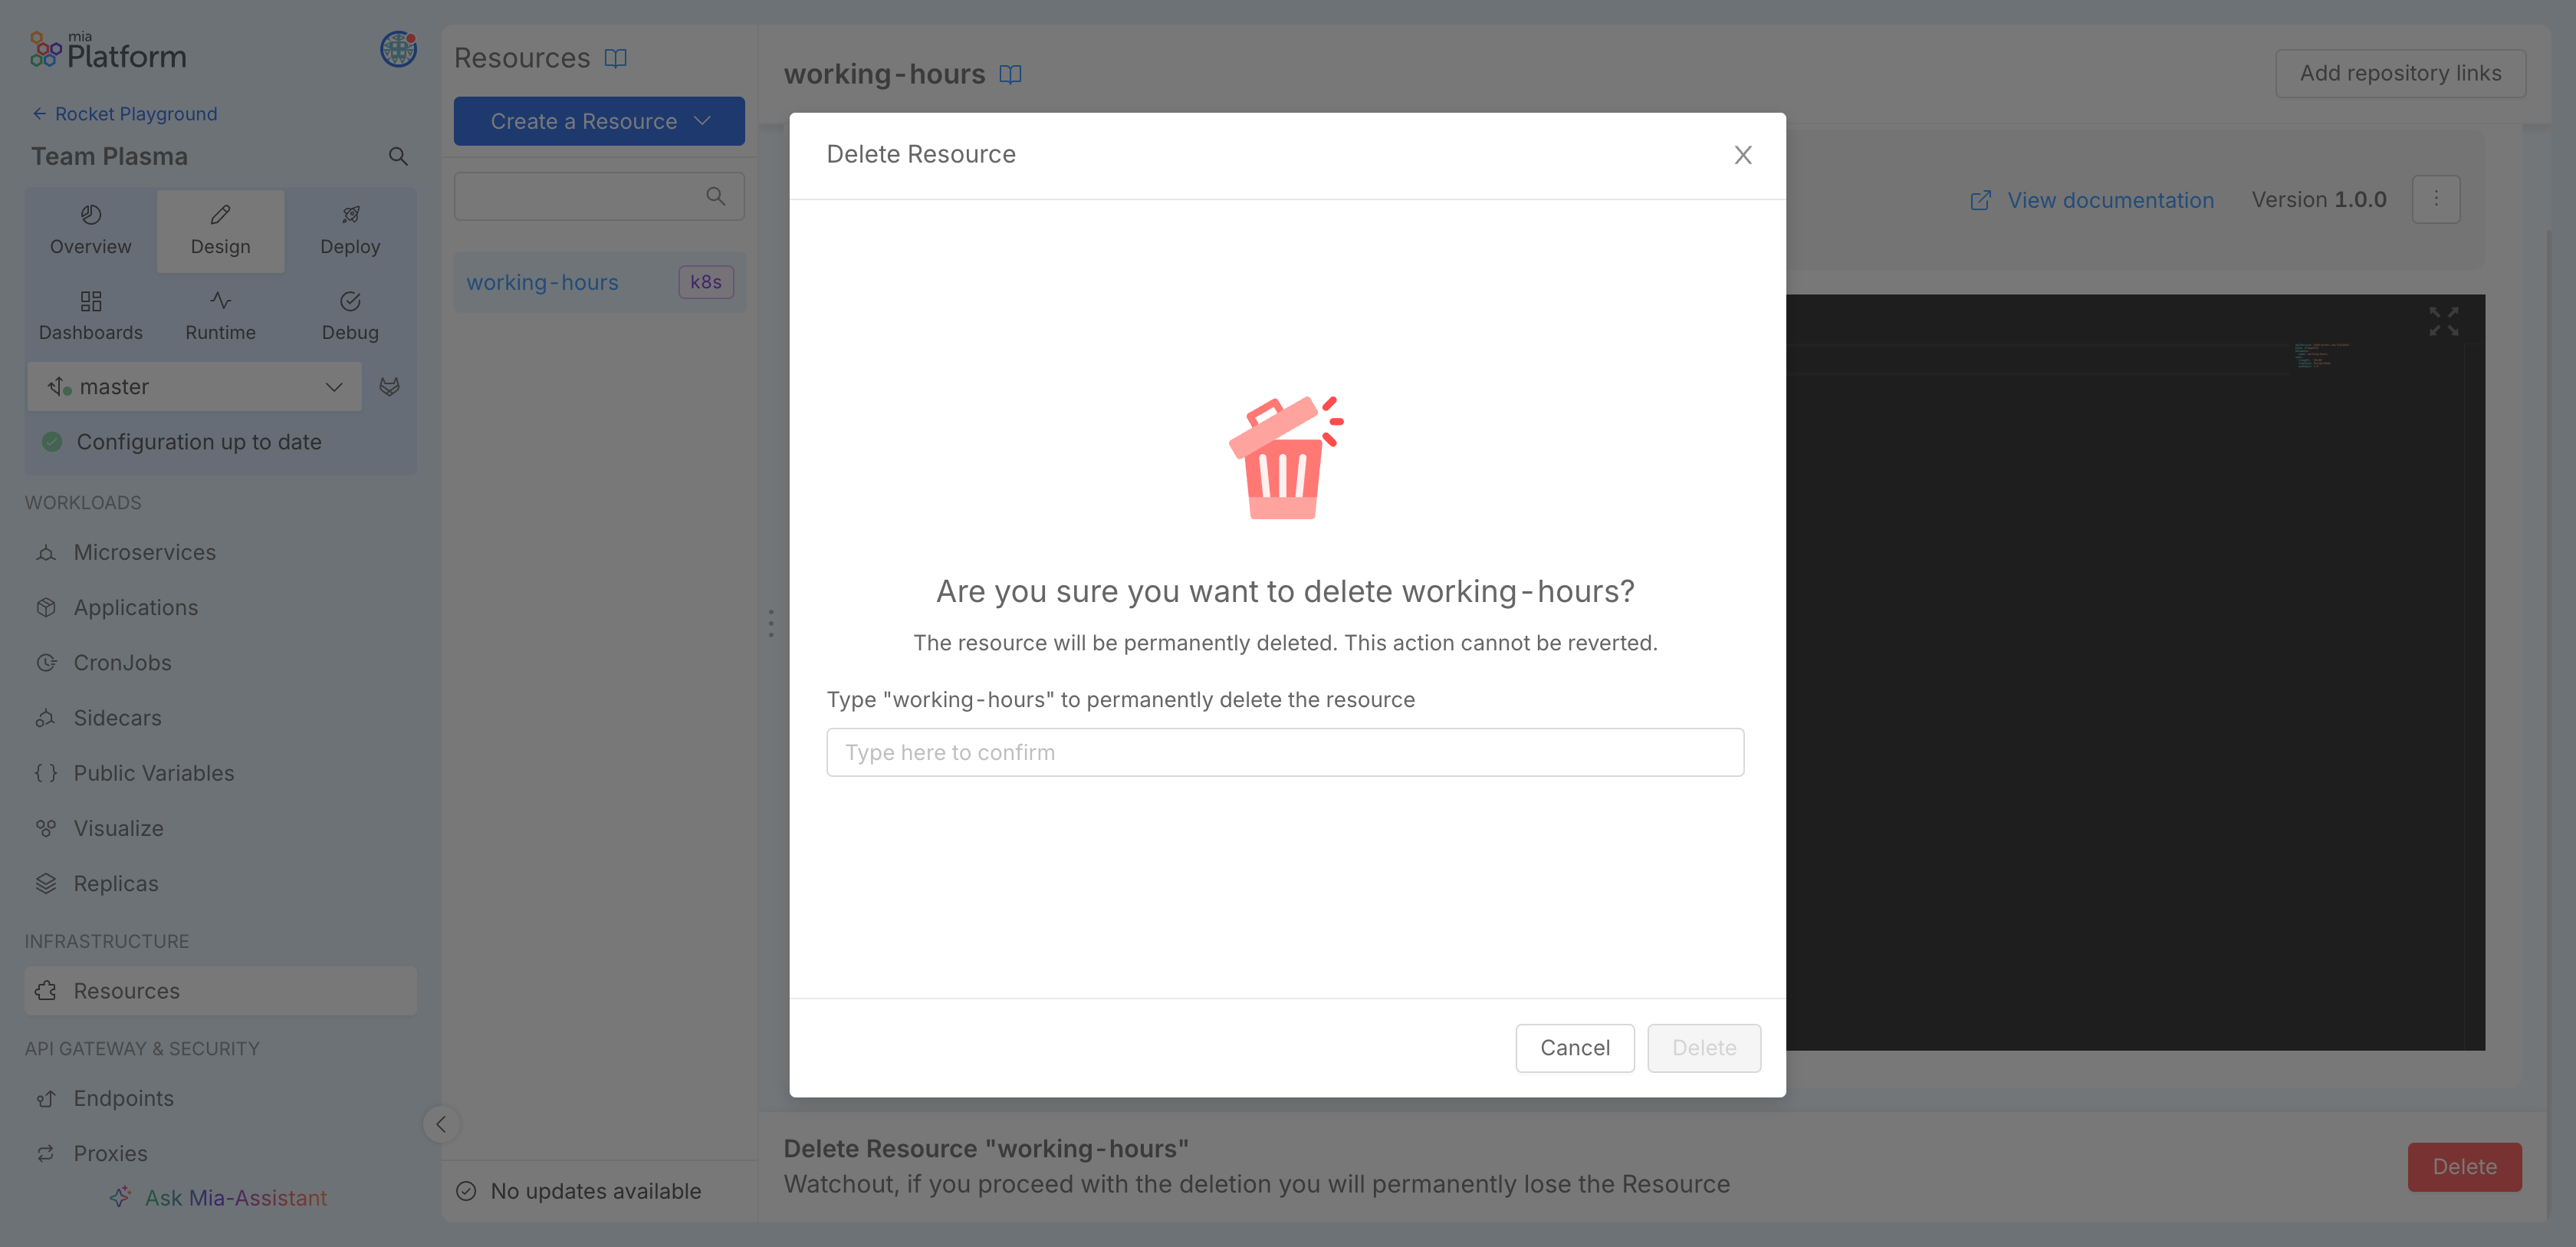 mia
Platform
Rocket Playground
Team Plasma
Overview
Design
Deploy
Dashboards
Runtime
Debug
master
Configuration up to date
WORKLOADS
Microservices
Applications
CronJobs
Sidecars
Public Variables
Visualize
Replicas
INFRASTRUCTURE
Resources
API GATEWAY & SECURITY
Endpoints
Proxies
Ask Mia-Assistant
Resources
Create a Resource
working-hours k8s
No updates available
working-hours
Add repository links
View documentation Version 1.0.0
Delete Resource
Are you sure you want to delete working-hours?
The resource will be permanently deleted. This action cannot be reverted.
Type "working-hours" to permanently delete the resource
Type here to confirm
Cancel Delete
Delete Resource "working-hours"
Watchout, if you proceed with the deletion you will permanently lose the Resource
Delete